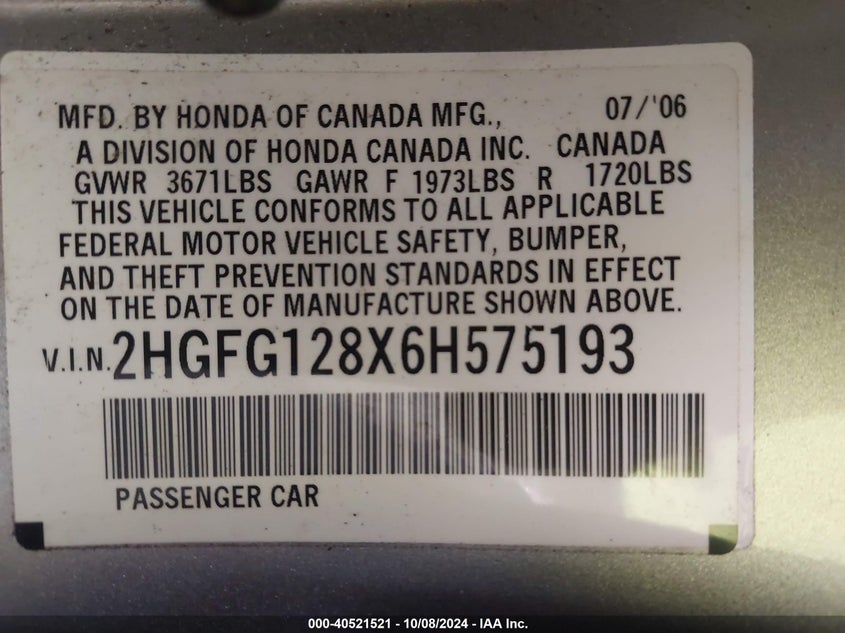 MFD. BY HONDA OF CANADA MFG., 07/'06
A DIVISION OF HONDA CANADA INC. CANADA
GVWR 3671LBS GAWR F 1973LBS R 1720LBS
THIS VEHICLE CONFORMS TO ALL APPLICABLE
FEDERAL MOTOR VEHICLE SAFETY, BUMPER,
AND THEFT PREVENTION STANDARDS IN EFFECT
ON THE DATE OF MANUFACTURE SHOWN ABOVE.
V.I.N. 2HGFG128X6H575193
PASSENGER CAR
000-40521521 - 10/08/2024 - IAA Inc.